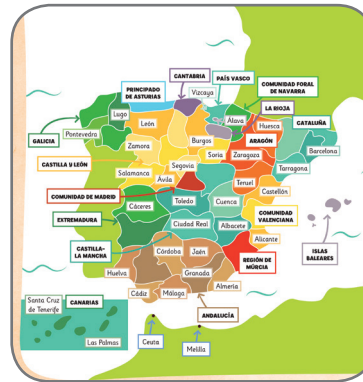 CANTABRIA
PRINCIPADO
DE ASTURIAS
PAÍS VASCO
COMUNIDAD FORAL
DE NAVARRA
Vizcaya
LA RIOJA
Lugo
Álava
Huesca
CATALUÑA
León
Pontevedra
GALICIA
Burgos
ARAGÓN
Zamora
Barcelona
Soria
Zaragoza
CASTILLA y LEÓN
Segovia
Tarragona
Salamanca
Ávila
Teruel
COMUNIDAD DE MADRID
Castellón
Toledo
Cuenca
Cáceres
EXTREMADURA
COMUNIDAD
VALENCIANA
Ciudad Real
Albacete
Alicante
CASTILLA-
LA MANCHA
ISLAS
BALEARES
Córdoba
Jaén
REGIÓN DE
MÚRCIA
Huelva
Granada
Almería
Cádiz
Málaga
Santa Cruz
de Tenerife
CANARIAS
ANDALUCÍA
Las Palmas
Ceuta
Melilla